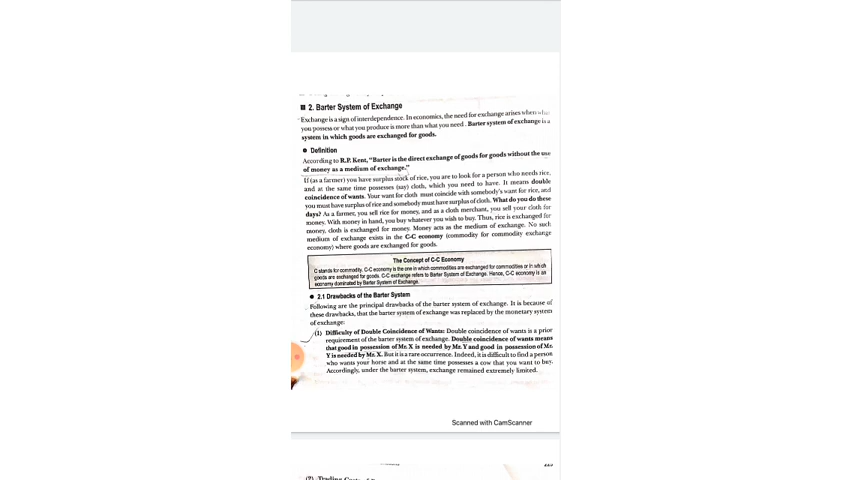 ■ 2. Barter System of Exchange
Exchange is a sign of interdependence. In economics, the need for exchange arises when
you possess or what you produce is more than what you need. Barter system of exchange is a
system in which goods are exchanged for goods.
● Definition
According to R.P. Kent, "Barter is the direct exchange of goods for goods without the use
of money as a medium of exchange."
If (as a farmer) you have surplus stock of rice, you are to look for a person who needs rice,
and at the same time possesses (say) cloth, which you need to have. It means double
coincidence of wants. Your want for cloth must coincide with somebody's want for rice, and
you must have surplus of rice and somebody must have surplus of cloth. What do you do these
days? As a farmer, you sell rice for money, and as a cloth merchant, you sell your cloth for
money. With money in hand, you buy whatever you wish to buy. Thus, rice is exchanged for
money, cloth is exchanged for money. Money acts as the medium of exchange. No such
medium of exchange exists in the C-C economy (commodity for commodity exchange
economy) where goods are exchanged for goods.
The Concept of C-C Economy
C stands for commodity. C-C economy is the one in which commodities are exchanged for commodities or in which
goods are exchanged for goods. C-C exchange refers to Barter System of Exchange. Hence, C-C economy is an
economy dominated by Barter System of Exchange.
● 2.1 Drawbacks of the Barter System
Following are the principal drawbacks of the barter system of exchange. It is because of
these drawbacks, that the barter system of exchange was replaced by the monetary system
of exchange:
(1) Difficulty of Double Coincidence of Wants: Double coincidence of wants is a prior
requirement of the barter system of exchange. Double coincidence of wants means
that good in possession of Mr. X is needed by Mr. Y and good in possession of Mr.
Y is needed by Mr. X. But it is a rare occurrence. Indeed, it is difficult to find a person
who wants your horse and at the same time possesses a cow that you want to buy.
Accordingly, under the barter system, exchange remained extremely limited.
Scanned with CamScanner